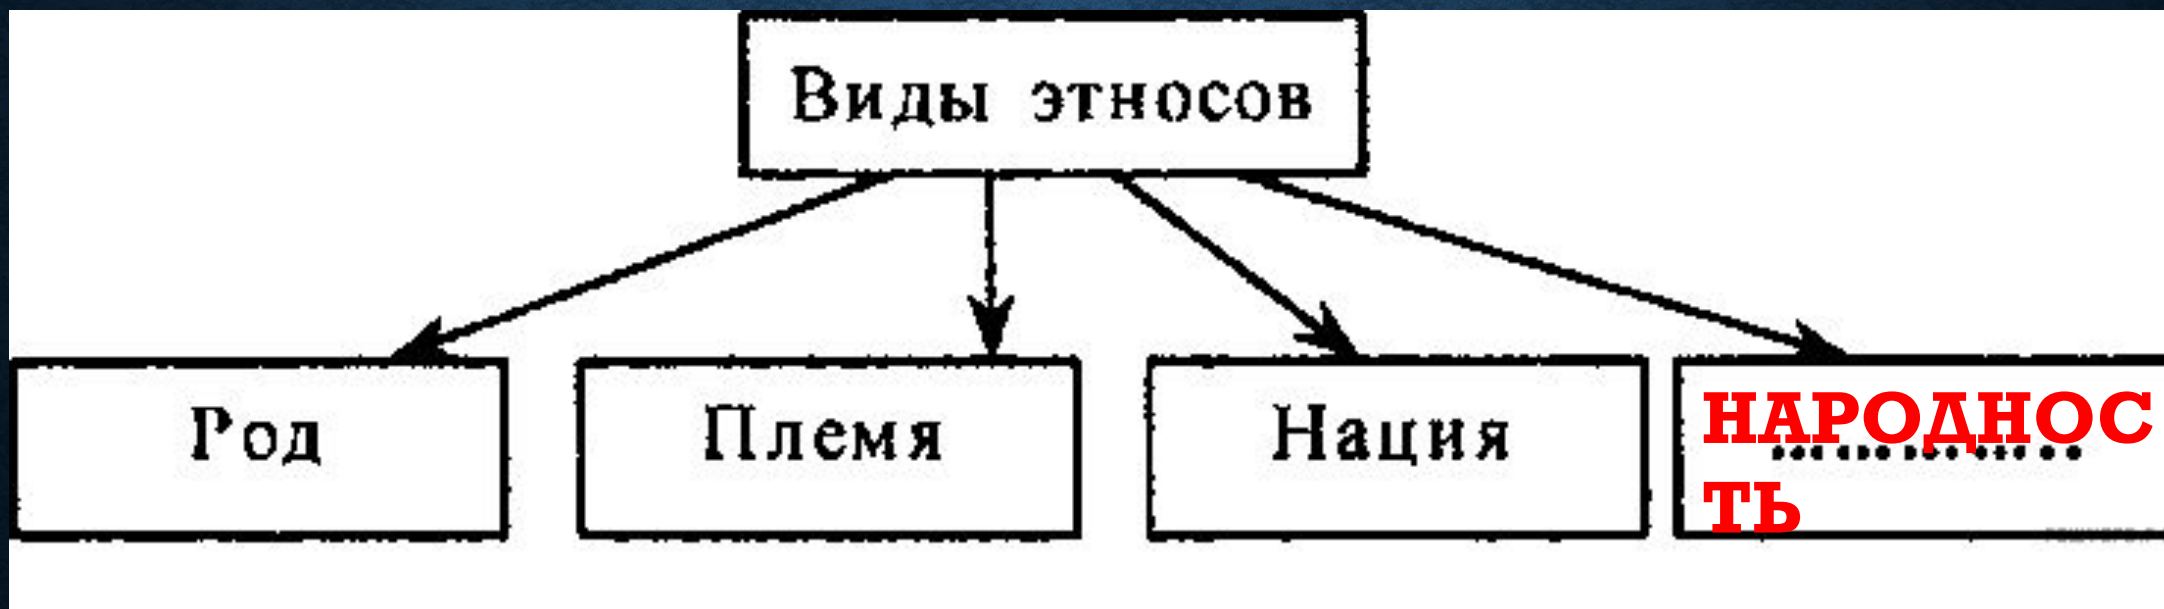 Виды этносов
Род
Племя
Нация
НАРОДНОС
ТЬ